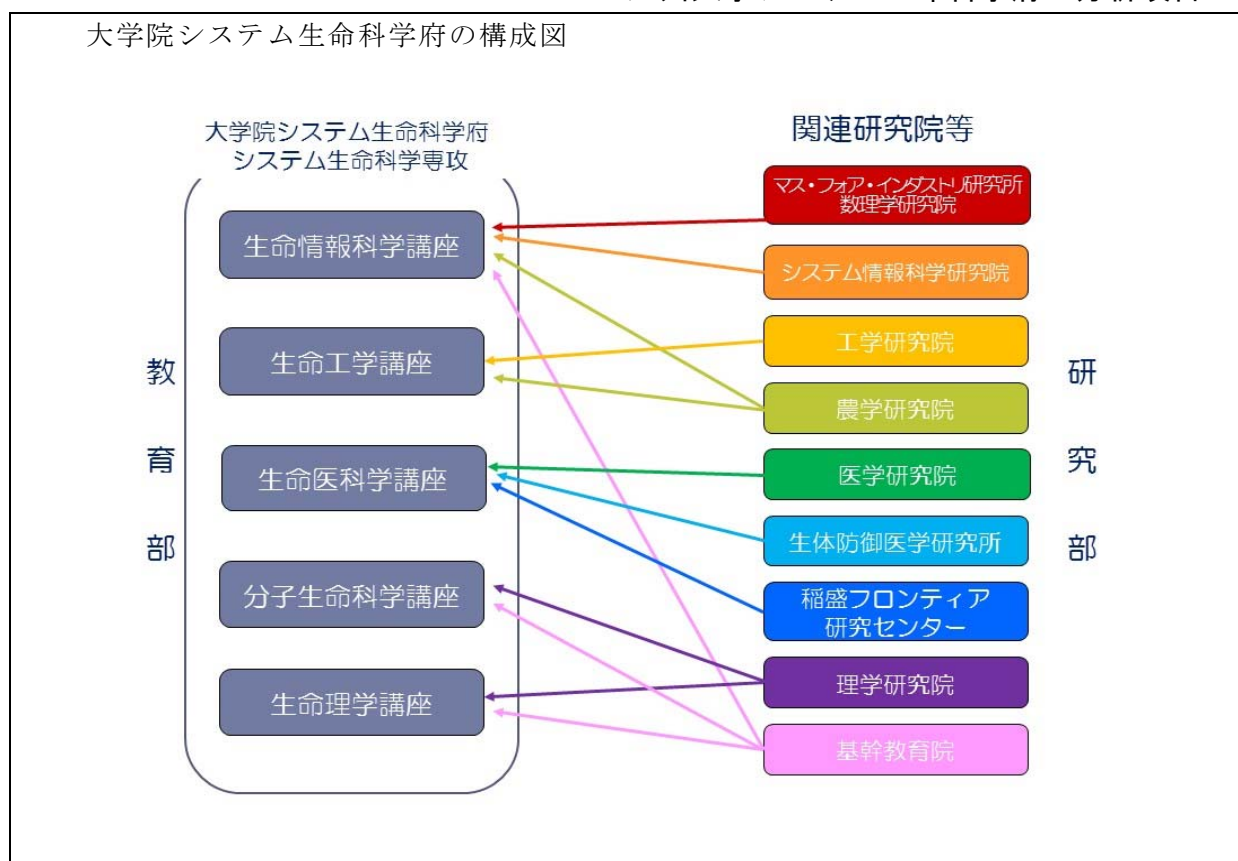 大学院システム生命科学府の構成図
大学院システム生命科学府
システム生命科学専攻
関連研究院等
生命情報科学講座
生命工学講座
生命医科学講座
分子生命科学講座
生命理学講座
教
育
部
マス・フォア・インダストリ研究所
数理学研究院
システム情報科学研究院
工学研究院
農学研究院
医学研究院
生体防御医学研究所
稲盛フロンティア
研究センター
理学研究院
基幹教育院
研
究
部